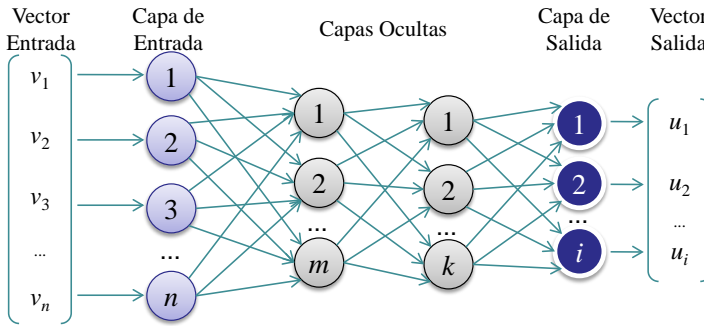 Vector
Entrada
Capa de
Entrada
Capas Ocultas
Capa de
Salida
Vector
Salida
v1
v2
v3
...
vn
1
2
3
...
n
1
2
...
m
1
2
...
k
1
2
...
i
u1
u2
...
ui